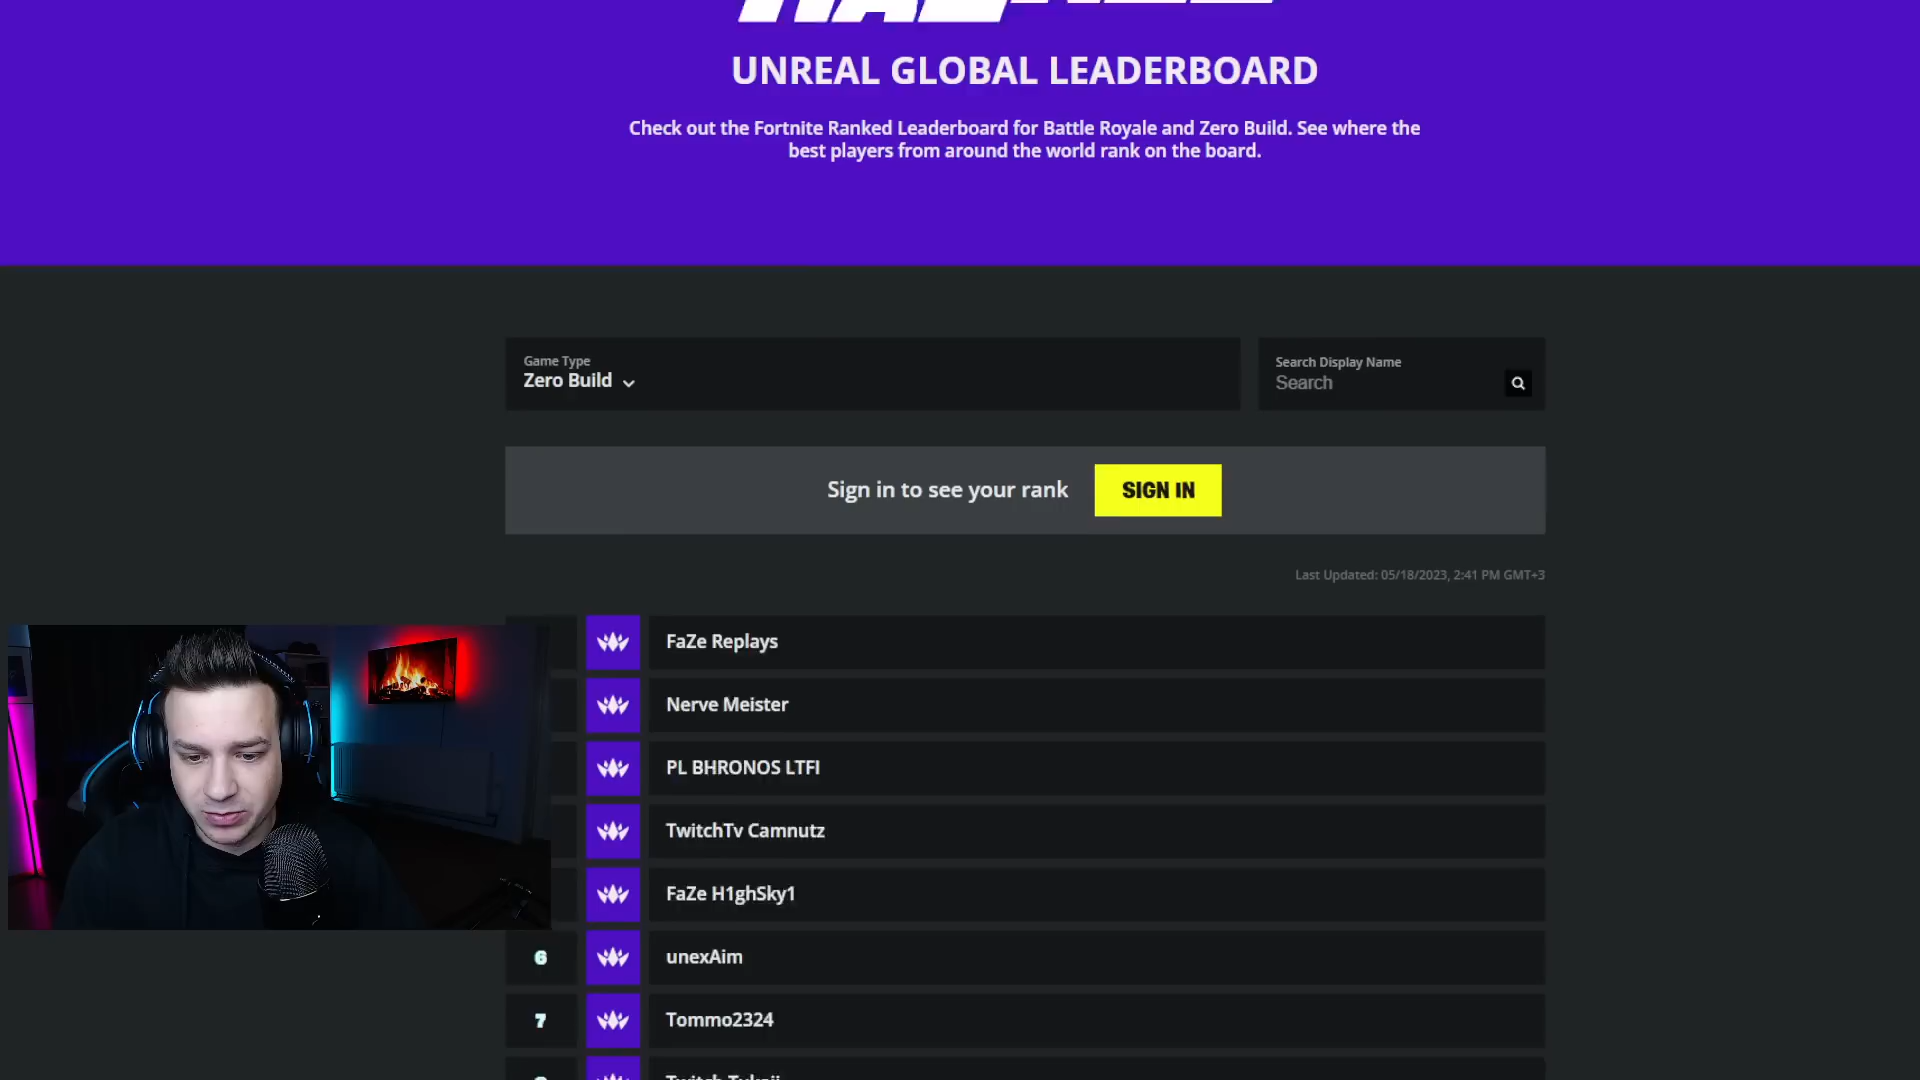 UNREAL GLOBAL LEADERBOARD
Check out the Fortnite Ranked Leaderboard for Battle Royale and Zero Build. See where the
best players from around the world rank on the board.
Game Type
Zero Build
Search Display Name
Search
Sign in to see your rank
SIGN IN
Last Updated: 05/18/2023, 2:41 PM GMT+3
FaZe Replays
Nerve Meister
PL BHRONOS LTFI
TwitchTv Camnutz
FaZe H1ghSky1
6 unexAim
7 Tommo2324